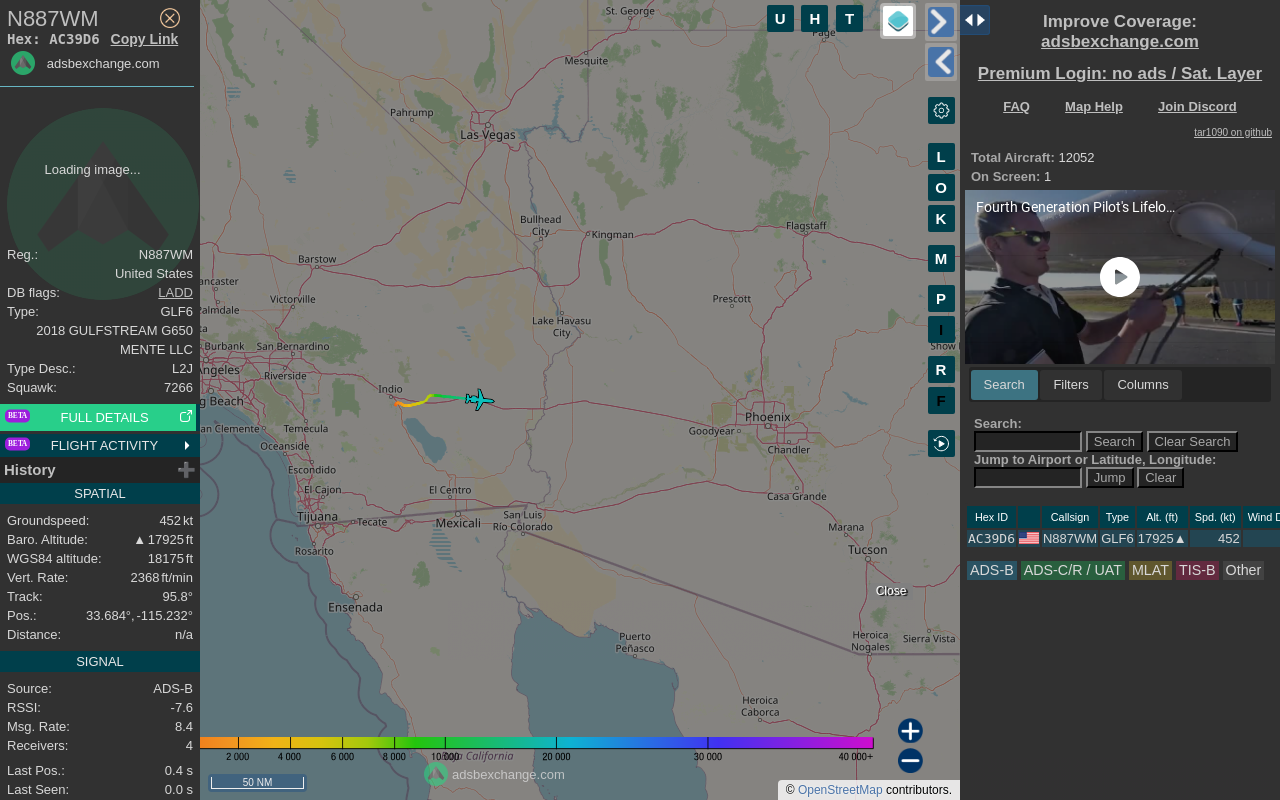 N887WM
Hex: AC39D6 Copy Link
adsbexchange.com
Loading image...
Reg.: N887WM
United States
DB flags: LADD
Type: GLF6
2018 GULFSTREAM G650
MENTE LLC
Type Desc.: L2J
Squawk: 7266
BETA FULL DETAILS
BETA FLIGHT ACTIVITY
History
SPATIAL
Groundspeed: 452 kt
Baro. Altitude: ▲ 17925 ft
WGS84 altitude: 18175 ft
Vert. Rate: 2368 ft/min
Track: 95.8°
Pos.: 33.684°, -115.232°
Distance: n/a
SIGNAL
Source: ADS-B
RSSI: -7.6
Msg. Rate: 8.4
Receivers: 4
Last Pos.: 0.4 s
Last Seen: 0.0 s
St. George
Page
Mesquite
Pahrump
Las Vegas
Bullhead
City
Kingman
Flagstaff
Barstow
ancaster
Victorville
Palmdale
Prescott
Lake Havasu
City
Burbank
San Bernardino
Show
Angeles
Riverside
Indio
g Beach
Phoenix
an Clemente
Temecula
Goodyear
Oceanside
Chandler
Escondido
El Cajon
El Centro
Casa Grande
Tijuana
Tecate
Mexicali
San Luis
Río Colorado
Marana
Rosarito
Tucson
Close
Ensenada
Puerto
Peñasco
Heroica
Nogales
Sierra Vista
Heroica
Caborca
California
2 000 4 000 6 000 8 000 10 000 20 000 30 000 40 000+
adsbexchange.com
50 NM
© OpenStreetMap contributors.
U H T
L
O
K
M
P
I
R
F
Improve Coverage:
adsbexchange.com
Premium Login: no ads / Sat. Layer
FAQ Map Help Join Discord
tar1090 on github
Total Aircraft: 12052
On Screen: 1
Fourth Generation Pilot's Lifelo...
Search Filters Columns
Search:
Search Clear Search
Jump to Airport or Latitude, Longitude:
Jump Clear
Hex ID Callsign Type Alt. (ft) Spd. (kt) Wind D
AC39D6 N887WM GLF6 17925▲ 452
ADS-B ADS-C/R / UAT MLAT TIS-B Other